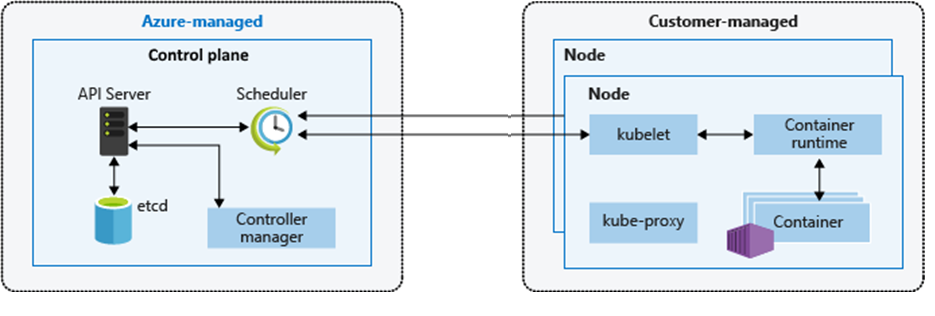 Azure-managed
Control plane
API Server
Scheduler
etcd
Controller
manager
Customer-managed
Node
Node
kubelet
Container
runtime
kube-proxy
Container